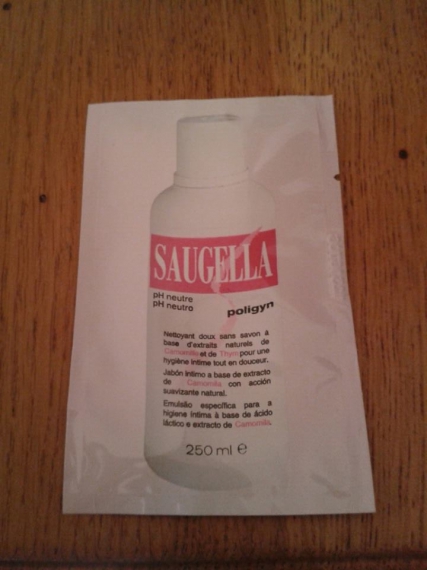 SAUGELLA
pH neutre
pH neutro
poligyn
Nettoyant doux sans savon à
base d'extraits naturels de
Camomille et de Thym pour une
hygiène intime tout en douceur.
Jabón íntimo a base de extracto
de Camomila con acción
suavizante natural.
Emulsão específica para a
higiene íntima à base de ácido
láctico e extracto de Camomila.
250 ml e